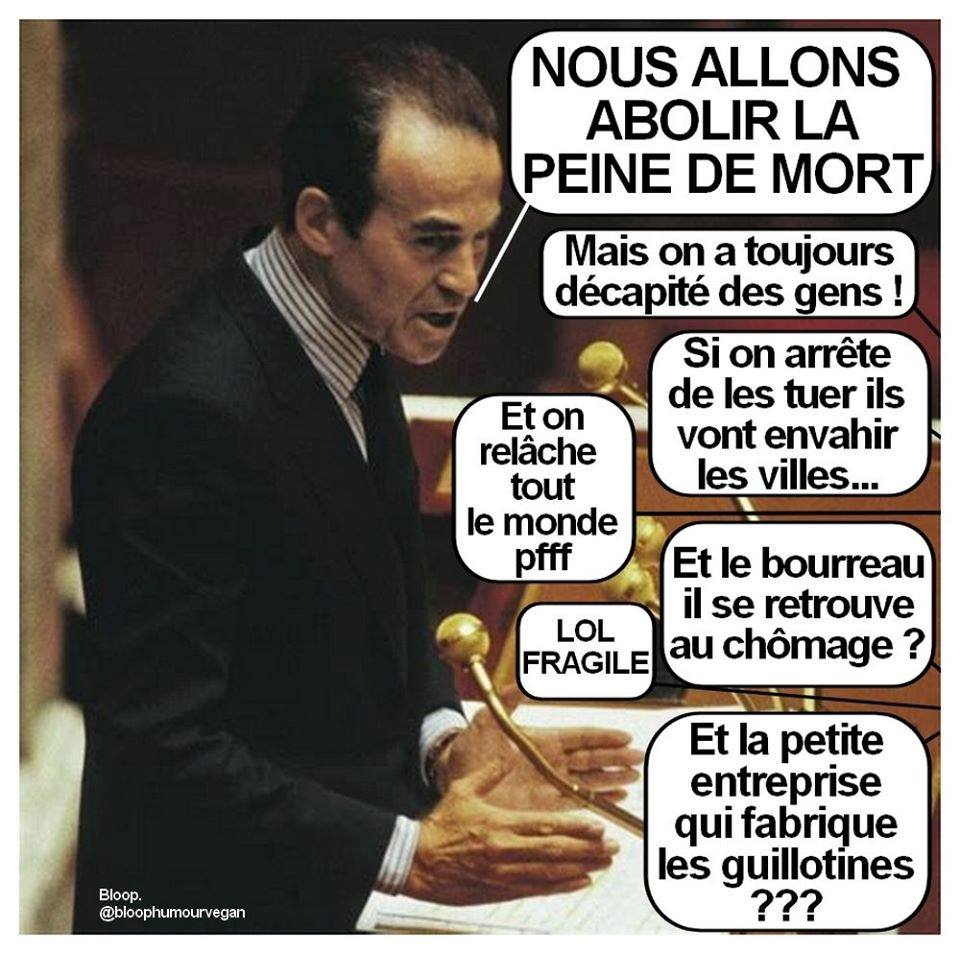 NOUS ALLONS
ABOLIR LA
PEINE DE MORT
Mais on a toujours
décapité des gens !
Si on arrête
de les tuer ils
vont envahir
les villes...
Et on
relâche
tout
le monde
pfff
Et le bourreau
il se retrouve
au chômage ?
LOL
FRAGILE
Et la petite
entreprise
qui fabrique
les guillotines
???
Bloop.
@bloophumourvegan